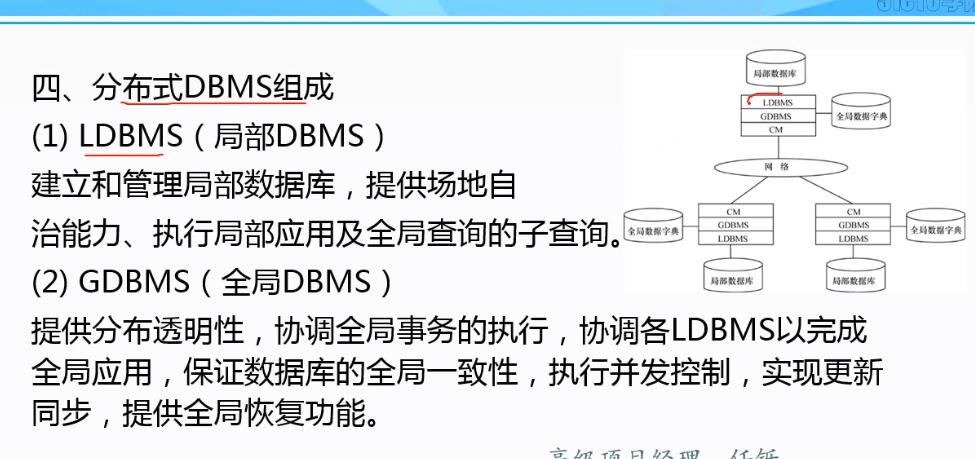 四、分布式DBMS组成
(1) LDBMS（局部DBMS）
建立和管理局部数据库，提供场地自
治能力、执行局部应用及全局查询的子查询。
(2) GDBMS（全局DBMS）
提供分布透明性，协调全局事务的执行，协调各LDBMS以完成
全局应用，保证数据库的全局一致性，执行并发控制，实现更新
同步，提供全局恢复功能。
局部数据库
LDBMS
GDBMS
CM
全局数据字典
网络
全局数据字典
CM
GDBMS
LDBMS
局部数据库
CM
GDBMS
LDBMS
全局数据字典
局部数据库
高级项目经理 任铄